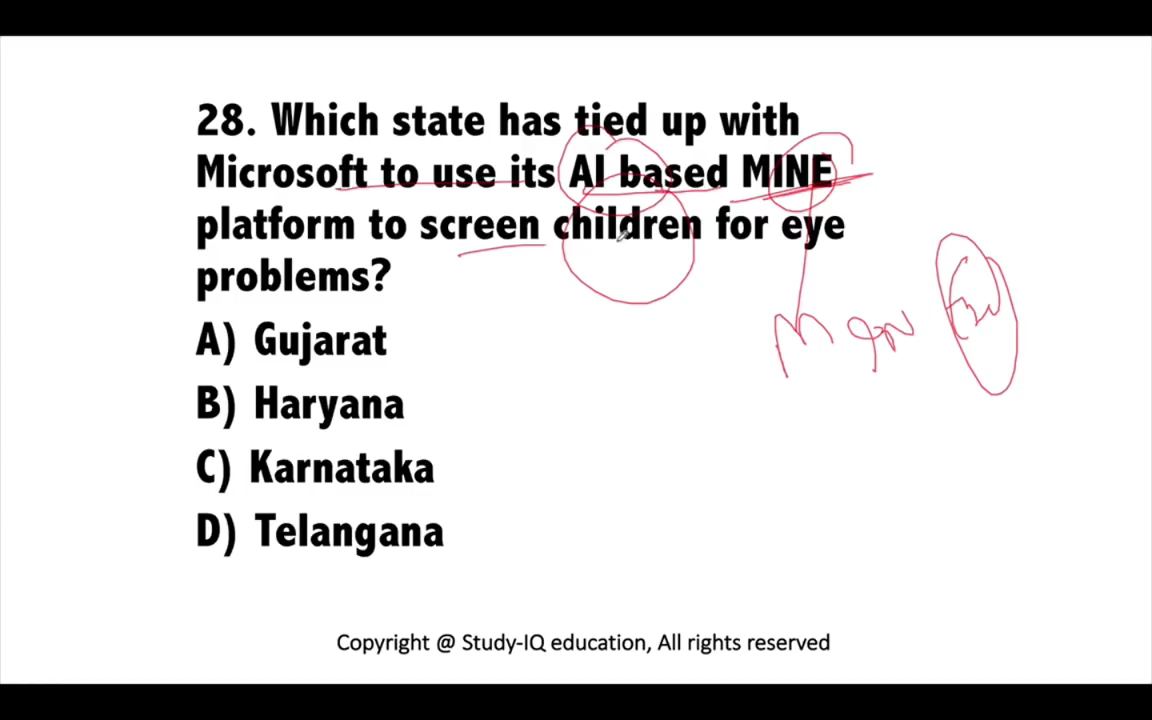 28. Which state has tied up with
Microsoft to use its AI based MINE
platform to screen children for eye
problems?
A) Gujarat
B) Haryana
C) Karnataka
D) Telangana
Copyright @ Study-IQ education, All rights reserved